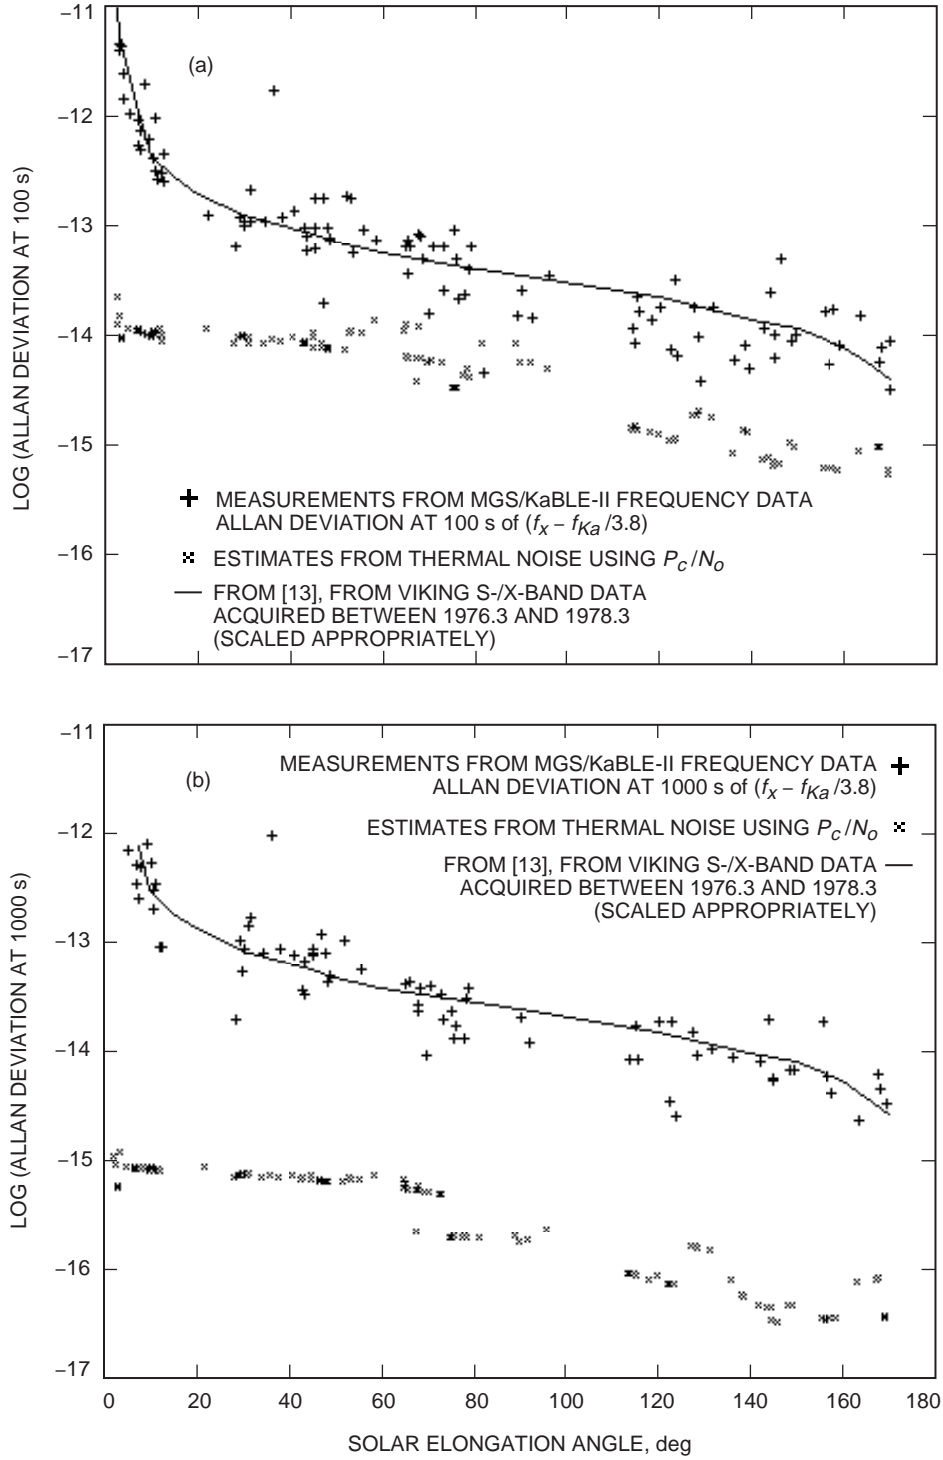 −11
(a)
−12
−13
−14
−15
−16
−17
LOG (ALLAN DEVIATION AT 100 s)
MEASUREMENTS FROM MGS/KaBLE-II FREQUENCY DATA
ALLAN DEVIATION AT 100 s of (fx − fKa /3.8)
ESTIMATES FROM THERMAL NOISE USING Pc /No
FROM [13], FROM VIKING S-/X-BAND DATA
ACQUIRED BETWEEN 1976.3 AND 1978.3
(SCALED APPROPRIATELY)
−11
(b)
−12
−13
−14
−15
−16
−17
LOG (ALLAN DEVIATION AT 1000 s)
MEASUREMENTS FROM MGS/KaBLE-II FREQUENCY DATA
ALLAN DEVIATION AT 1000 s of (fx − fKa /3.8)
ESTIMATES FROM THERMAL NOISE USING Pc /No
FROM [13], FROM VIKING S-/X-BAND DATA
ACQUIRED BETWEEN 1976.3 AND 1978.3
(SCALED APPROPRIATELY)
0 20 40 60 80 100 120 140 160 180
SOLAR ELONGATION ANGLE, deg